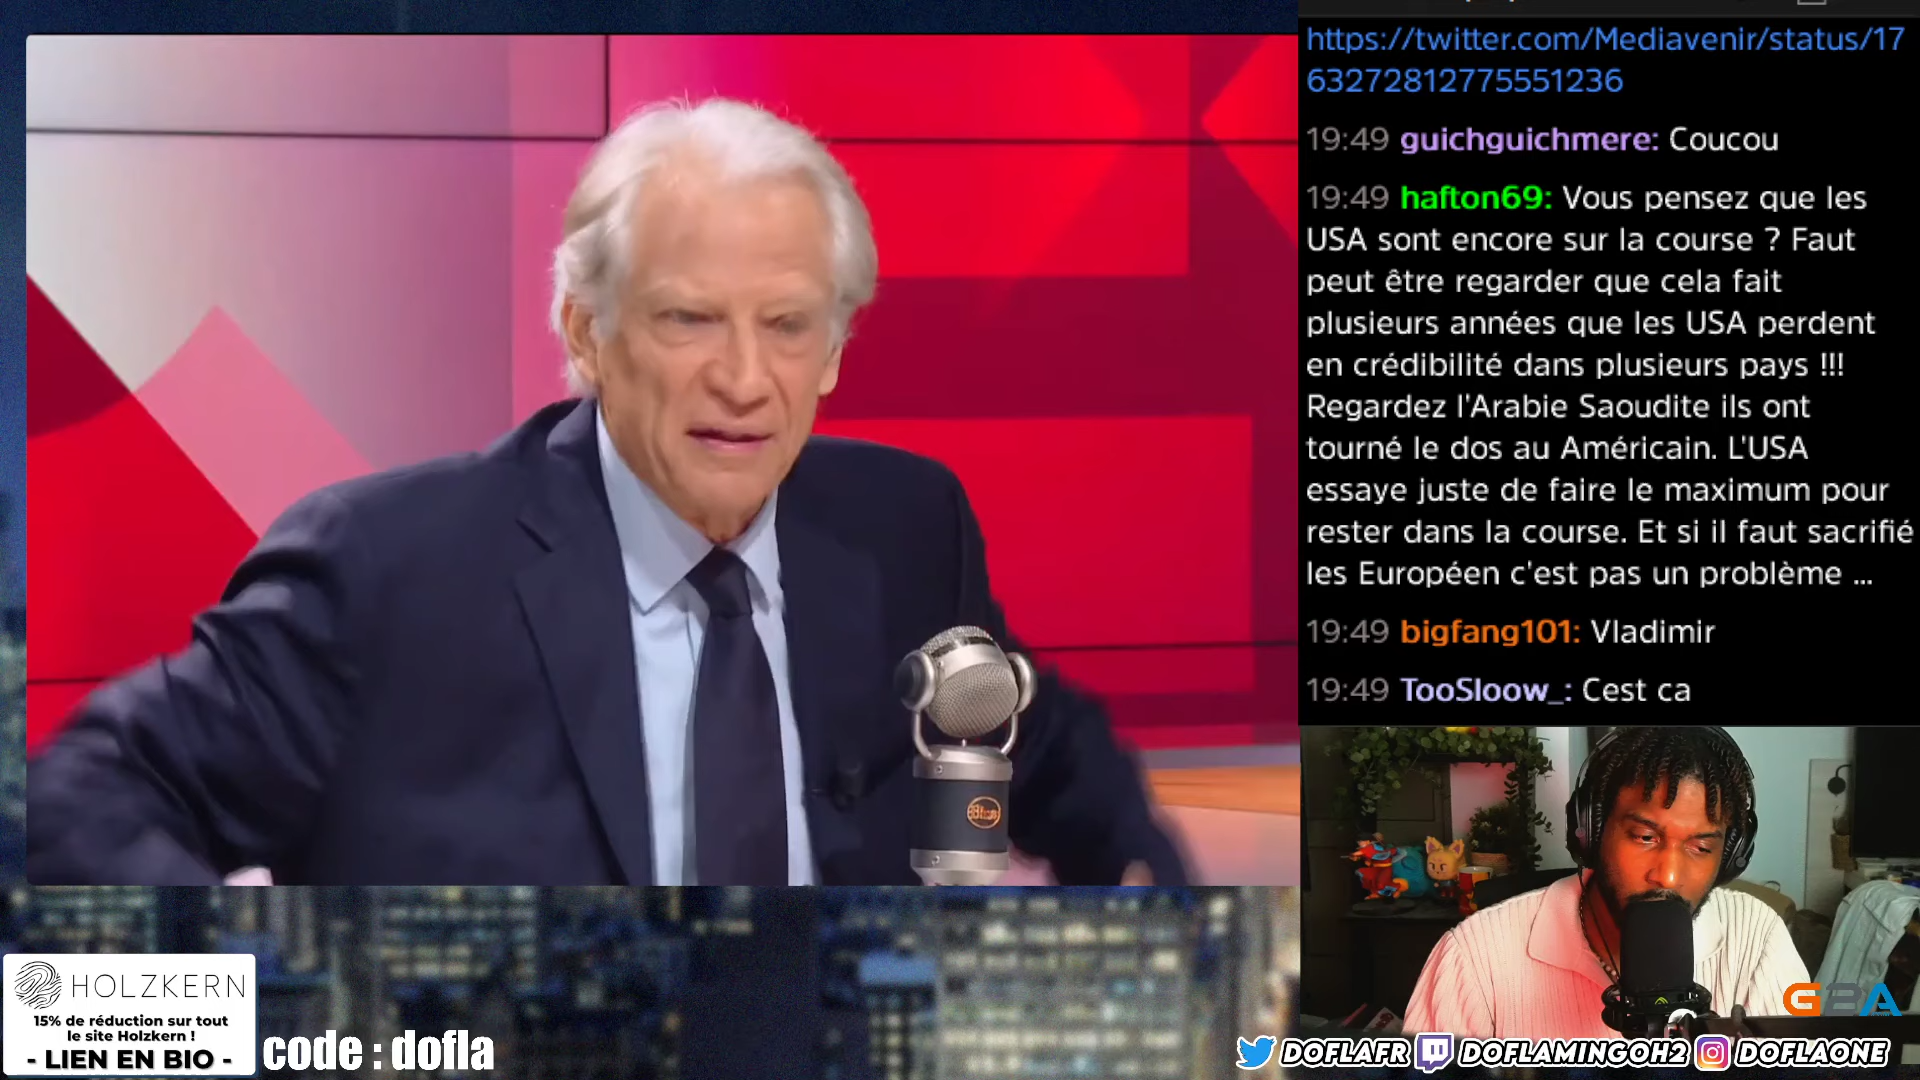 https://twitter.com/Mediavenir/status/17
63272812775551236
19:49 guichguichmere: Coucou
19:49 hafton69: Vous pensez que les
USA sont encore sur la course ? Faut
peut être regarder que cela fait
plusieurs années que les USA perdent
en crédibilité dans plusieurs pays !!!
Regardez l'Arabie Saoudite ils ont
tourné le dos au Américain. L'USA
essaye juste de faire le maximum pour
rester dans la course. Et si il faut sacrifié
les Européen c'est pas un problème ...
19:49 bigfang101: Vladimir
19:49 TooSloow_: Cest ca
Blue
HOLZKERN
15% de réduction sur tout
le site Holzkern !
- LIEN EN BIO -
code : dofla
GBA
DOFLAFR DOFLAMINGOH2 DOFLAONE